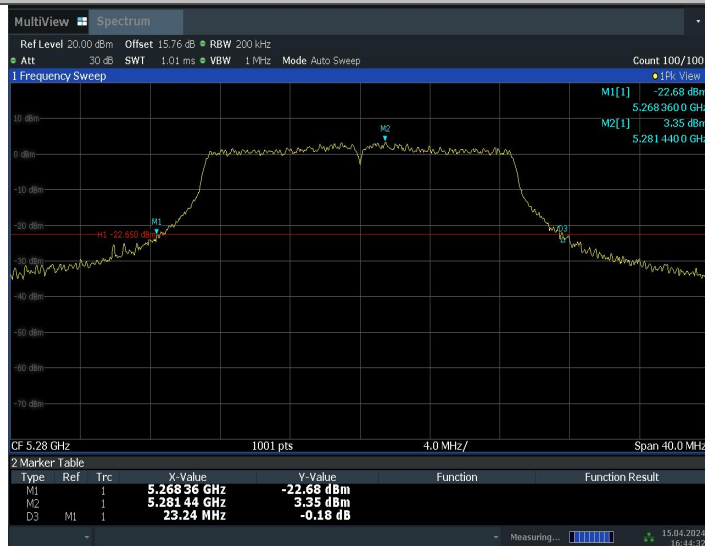 MultiView Spectrum
Ref Level 20.00 dBm Offset 15.76 dB RBW 200 kHz
Att 30 dB SWT 1.01 ms VBW 1 MHz Mode Auto Sweep Count 100/100
1 Frequency Sweep 1Pk View
M1[1] -22.68 dBm
5.268 360 0 GHz
M2[1] 3.35 dBm
5.281 440 0 GHz
10 dBm
M2
0 dBm
-10 dBm
-20 dBm
M1
D3
H1 -22.650 dBm
-30 dBm
-40 dBm
-50 dBm
-60 dBm
-70 dBm
CF 5.28 GHz 1001 pts 4.0 MHz/ Span 40.0 MHz
2 Marker Table
Type Ref Trc X-Value Y-Value Function Function Result
M1 1 5.268 36 GHz -22.68 dBm
M2 1 5.281 44 GHz 3.35 dBm
D3 M1 1 23.24 MHz -0.18 dB
Measuring... 15.04.2024
16:44:32